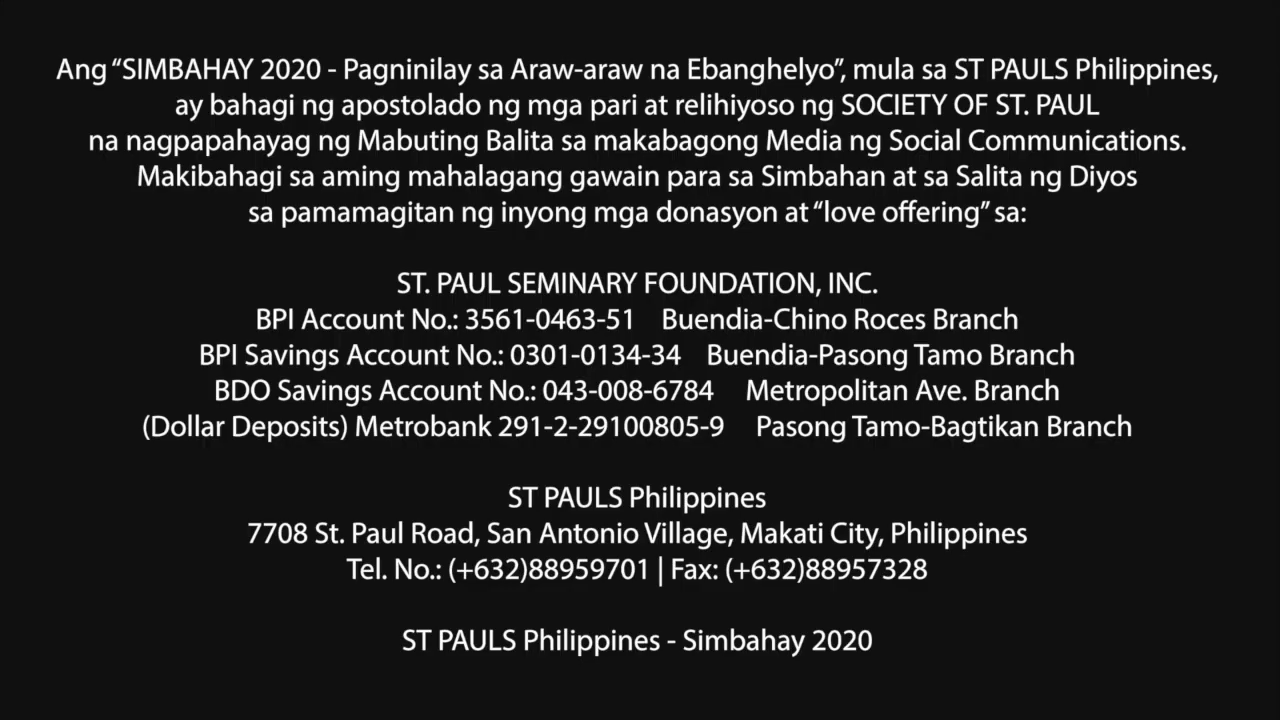 Ang “SIMBAHAY 2020 - Pagninilay sa Araw-araw na Ebanghelyo”, mula sa ST PAULS Philippines,
ay bahagi ng apostolado ng mga pari at relihiyoso ng SOCIETY OF ST. PAUL
na nagpapahayag ng Mabuting Balita sa makabagong Media ng Social Communications.
Makibahagi sa aming mahalagang gawain para sa Simbahan at sa Salita ng Diyos
sa pamamagitan ng inyong mga donasyon at “love offering” sa:
ST. PAUL SEMINARY FOUNDATION, INC.
BPI Account No.: 3561-0463-51 Buendia-Chino Roces Branch
BPI Savings Account No.: 0301-0134-34 Buendia-Pasong Tamo Branch
BDO Savings Account No.: 043-008-6784 Metropolitan Ave. Branch
(Dollar Deposits) Metrobank 291-2-29100805-9 Pasong Tamo-Bagtikan Branch
ST PAULS Philippines
7708 St. Paul Road, San Antonio Village, Makati City, Philippines
Tel. No.: (+632)88959701 | Fax: (+632)88957328
ST PAULS Philippines - Simbahay 2020